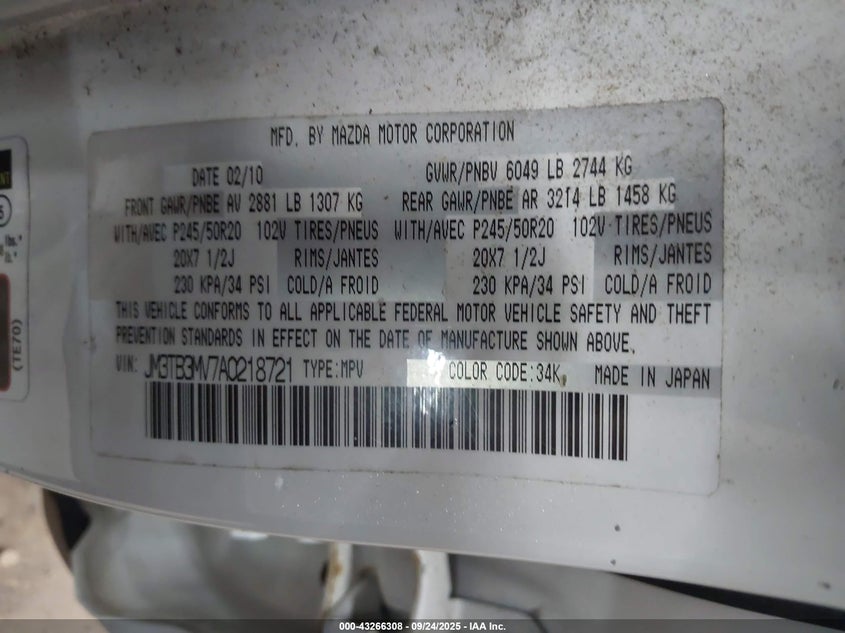 MFD. BY MAZDA MOTOR CORPORATION
DATE 02/10 GVWR/PNBV 6049 LB 2744 KG
FRONT GAWR/PNBE AV 2881 LB 1307 KG REAR GAWR/PNBE AR 3214 LB 1458 KG
WITH/AVEC P245/50R20 102V TIRES/PNEUS WITH/AVEC P245/50R20 102V TIRES/PNEUS
20X7 1/2J RIMS/JANTES 20X7 1/2J RIMS/JANTES
230 KPA/34 PSI COLD/A FROID 230 KPA/34 PSI COLD/A FROID
THIS VEHICLE CONFORMS TO ALL APPLICABLE FEDERAL MOTOR VEHICLE SAFETY AND THEFT
PREVENTION STANDARDS IN EFFECT ON THE DATE OF MANUFACTURE SHOWN ABOVE.
VIN: JM3TB3MV7A0218721 TYPE:MPV COLOR CODE:34K MADE IN JAPAN
(TE70)
000-43266308 - 09/24/2025 - IAA Inc.